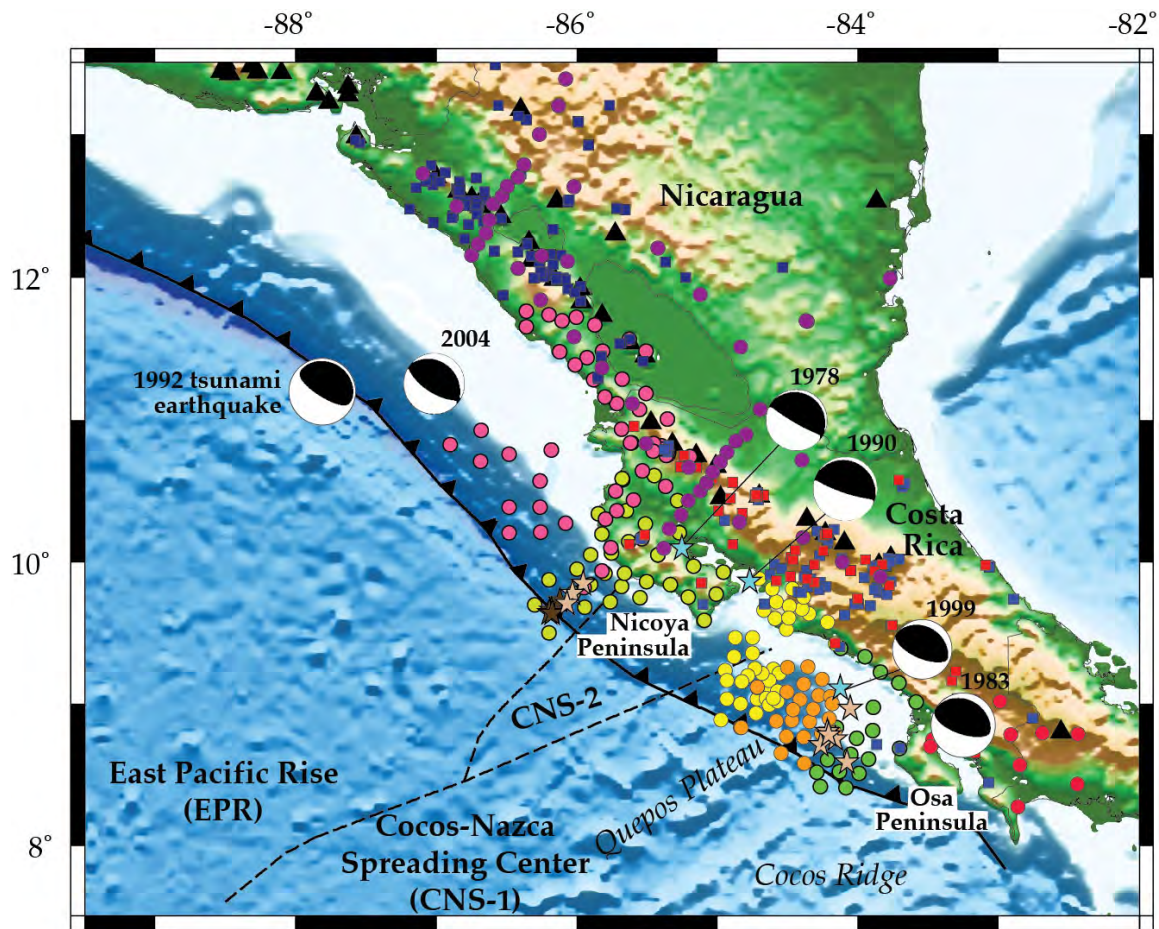 -88°
-86°
-84°
-82°
12°
10°
8°
Nicaragua
2004
1992 tsunami
earthquake
1978
1990
Costa
Rica
1999
Nicoya
Peninsula
1983
CNS-2
East Pacific Rise
(EPR)
Quepos Plateau
Osa
Peninsula
Cocos-Nazca
Spreading Center
(CNS-1)
Cocos Ridge